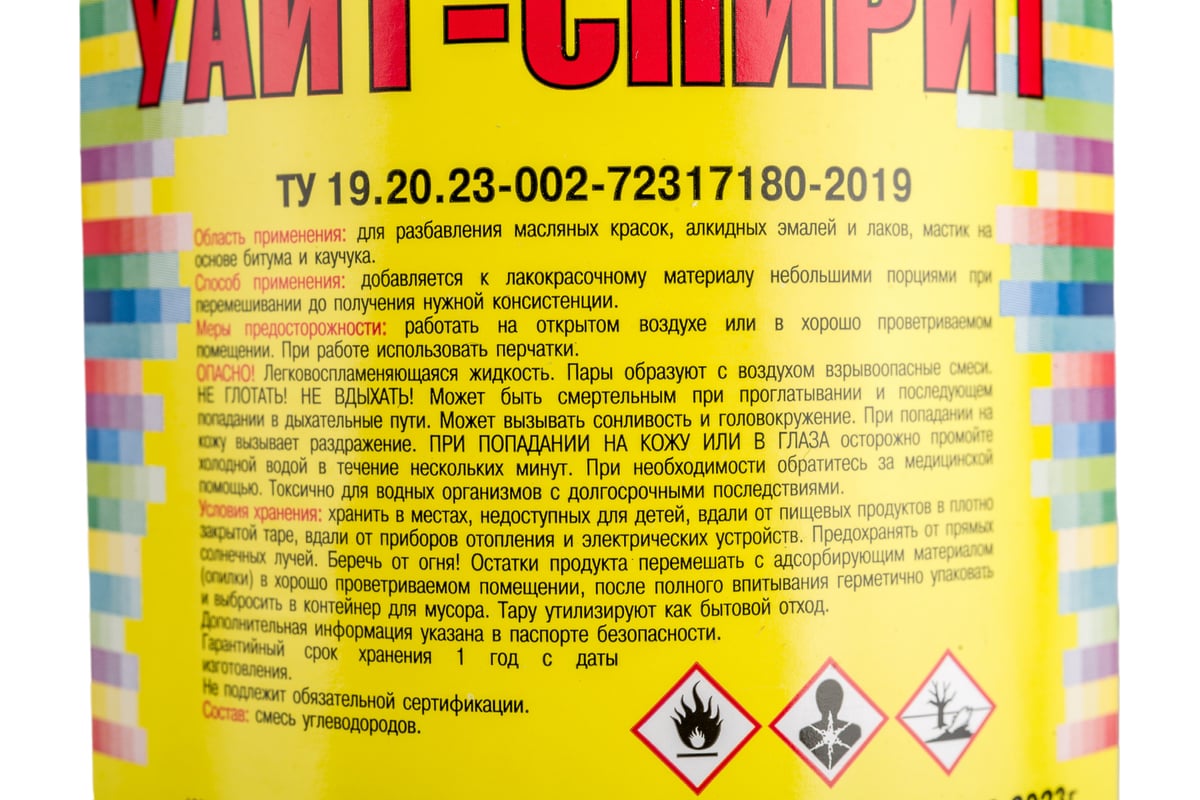 УАЙТ-СПИРИТ
ТУ 19.20.23-002-72317180-2019
Область применения: для разбавления масляных красок, алкидных эмалей и лаков, мастик на
основе битума и каучука.
Способ применения: добавляется к лакокрасочному материалу небольшими порциями при
перемешивании до получения нужной консистенции.
Меры предосторожности: работать на открытом воздухе или в хорошо проветриваемом
помещении. При работе использовать перчатки.
ОПАСНО! Легковоспламеняющаяся жидкость. Пары образуют с воздухом взрывоопасные смеси.
НЕ ГЛОТАТЬ! НЕ ВДЫХАТЬ! Может быть смертельным при проглатывании и последующем
попадании в дыхательные пути. Может вызывать сонливость и головокружение. При попадании на
кожу вызывает раздражение. ПРИ ПОПАДАНИИ НА КОЖУ ИЛИ В ГЛАЗА осторожно промойте
холодной водой в течение нескольких минут. При необходимости обратитесь за медицинской
помощью. Токсично для водных организмов с долгосрочными последствиями.
Условия хранения: хранить в местах, недоступных для детей, вдали от пищевых продуктов в плотно
закрытой таре, вдали от приборов отопления и электрических устройств. Предохранять от прямых
солнечных лучей. Беречь от огня! Остатки продукта перемешать с адсорбирующим материалом
(опилки) в хорошо проветриваемом помещении, после полного впитывания герметично упаковать
и выбросить в контейнер для мусора. Тару утилизируют как бытовой отход.
Дополнительная информация указана в паспорте безопасности.
Гарантийный срок хранения 1 год с даты
изготовления.
Не подлежит обязательной сертификации.
Состав: смесь углеводородов.